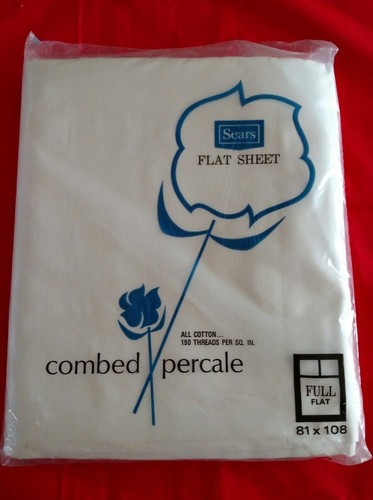 Sears
FLAT SHEET
ALL COTTON...
180 THREADS PER SQ. IN.
combed percale
FULL
FLAT
81 x 108